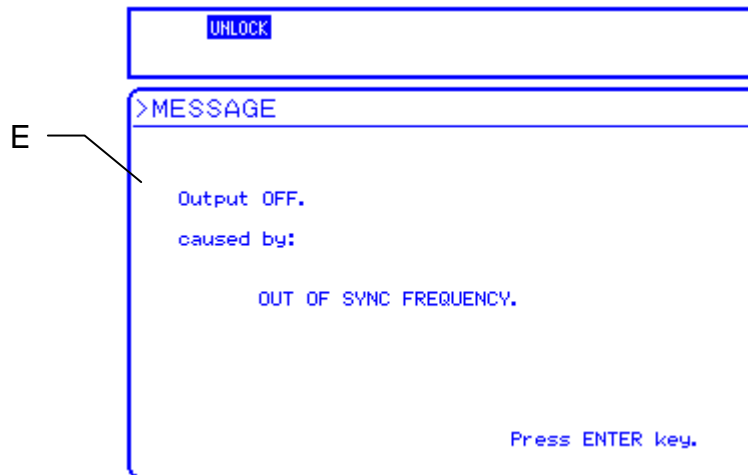 UNLOCK
>MESSAGE
E
Output OFF.
caused by:
OUT OF SYNC FREQUENCY.
Press ENTER key.